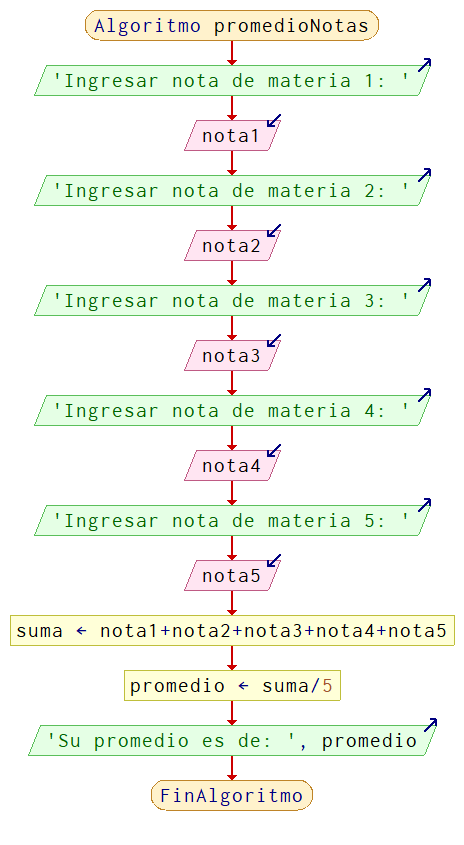 Algoritmo promedioNotas
'Ingresar nota de materia 1: '
nota1
'Ingresar nota de materia 2: '
nota2
'Ingresar nota de materia 3: '
nota3
'Ingresar nota de materia 4: '
nota4
'Ingresar nota de materia 5: '
nota5
suma ← nota1+nota2+nota3+nota4+nota5
promedio ← suma/5
'Su promedio es de: ', promedio
FinAlgoritmo